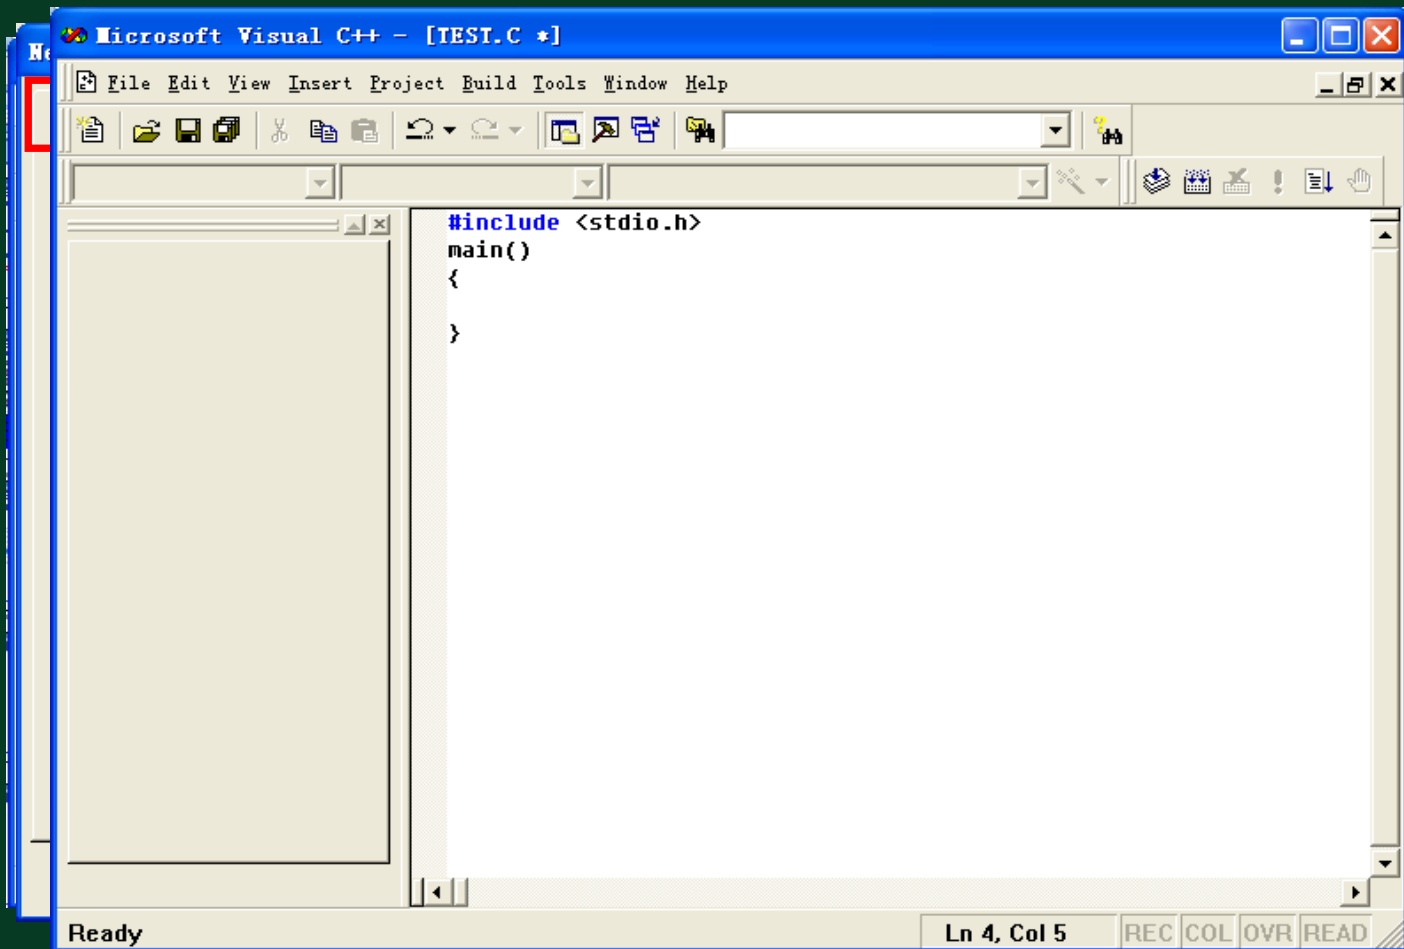 Ne
Microsoft Visual C++ - [TEST.C *]
File Edit View Insert Project Build Tools Window Help
#include <stdio.h>
main()
{
}
Ready
Ln 4, Col 5
REC COL OVR READ